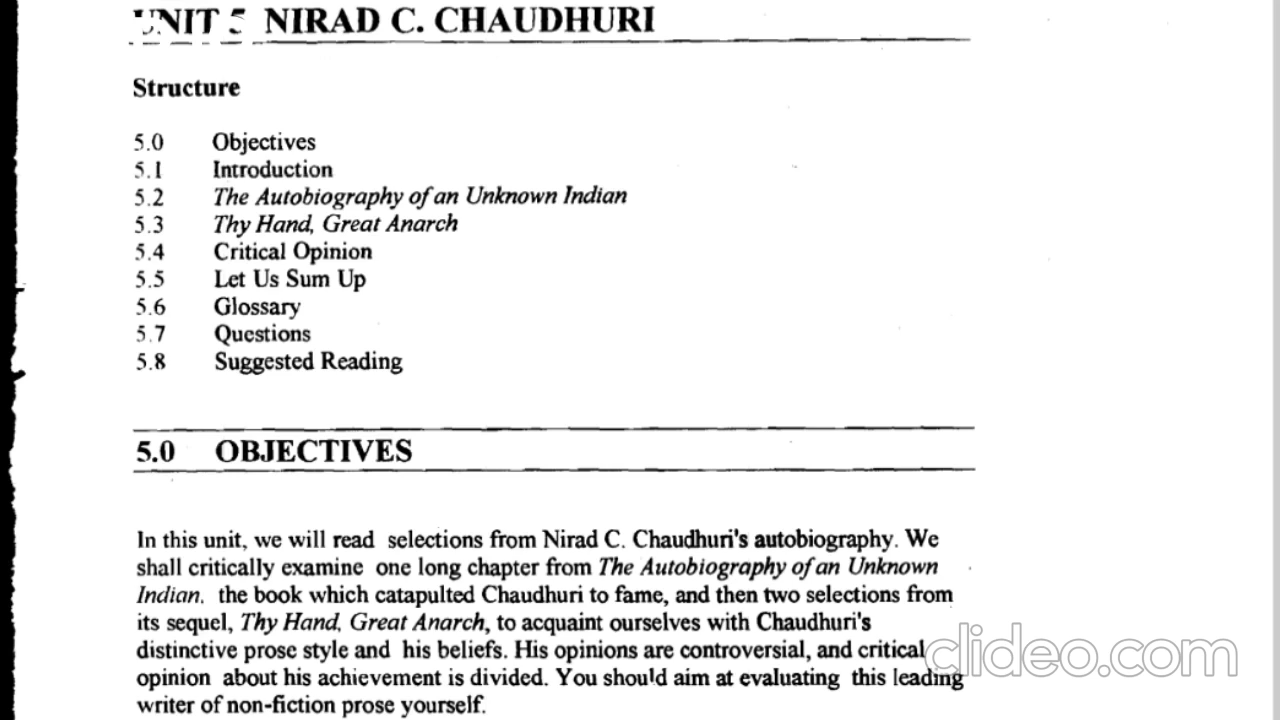 UNIT 5 NIRAD C. CHAUDHURI
Structure
5.0 Objectives
5.1 Introduction
5.2 The Autobiography of an Unknown Indian
5.3 Thy Hand, Great Anarch
5.4 Critical Opinion
5.5 Let Us Sum Up
5.6 Glossary
5.7 Questions
5.8 Suggested Reading
5.0 OBJECTIVES
In this unit, we will read selections from Nirad C. Chaudhuri's autobiography. We
shall critically examine one long chapter from The Autobiography of an Unknown
Indian, the book which catapulted Chaudhuri to fame, and then two selections from
its sequel, Thy Hand, Great Anarch, to acquaint ourselves with Chaudhuri's
distinctive prose style and his beliefs. His opinions are controversial, and critical
opinion about his achievement is divided. You should aim at evaluating this leading
writer of non-fiction prose yourself.
clideo.com